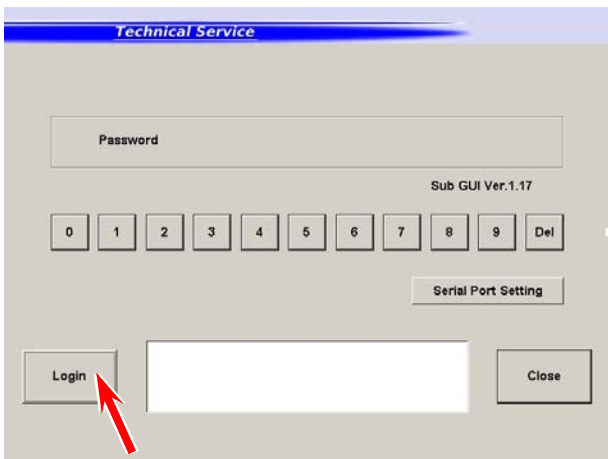 Technical Service
Password
Sub GUI Ver.1.17
0 1 2 3 4 5 6 7 8 9 Del
Serial Port Setting
Login Close